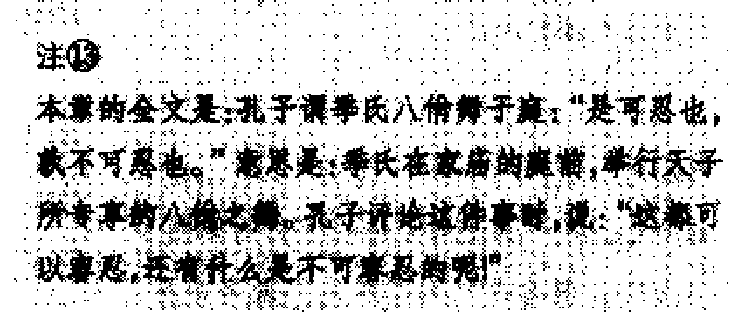 注⑬
本章的全文是:孔子谓季氏八佾舞于庭:“是可忍也,
孰不可忍也。”意思是:季氏在家庙的庭前,举行天子
所专享的八佾之舞。孔子评论这件事时,说:“这都可
以容忍,还有什么是不可容忍的呢!”